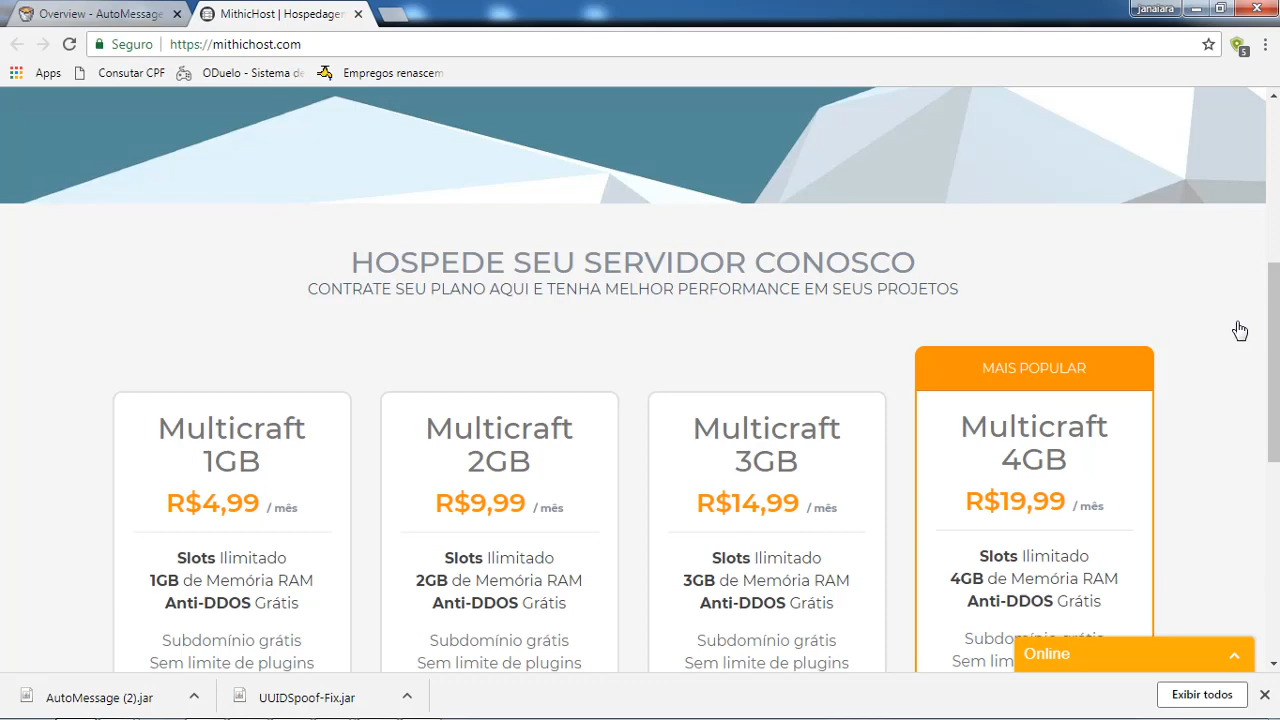 Overview - AutoMessage
MithicHost | Hospedagen
janaiara
Seguro
https://mithichost.com
5
Apps
Consutar CPF
ODuelo - Sistema de
Empregos renascem
HOSPEDE SEU SERVIDOR CONOSCO
CONTRATE SEU PLANO AQUI E TENHA MELHOR PERFORMANCE EM SEUS PROJETOS
Multicraft
1GB
R$4,99 / mês
Slots Ilimitado
1GB de Memória RAM
Anti-DDOS Grátis
Subdomínio grátis
Sem limite de plugins
Multicraft
2GB
R$9,99 / mês
Slots Ilimitado
2GB de Memória RAM
Anti-DDOS Grátis
Subdomínio grátis
Sem limite de plugins
Multicraft
3GB
R$14,99 / mês
Slots Ilimitado
3GB de Memória RAM
Anti-DDOS Grátis
Subdomínio grátis
Sem limite de plugins
MAIS POPULAR
Multicraft
4GB
R$19,99 / mês
Slots Ilimitado
4GB de Memória RAM
Anti-DDOS Grátis
Subdomínio grátis
Sem lim
Online
AutoMessage (2).jar
UUIDSpoof-Fix.jar
Exibir todos